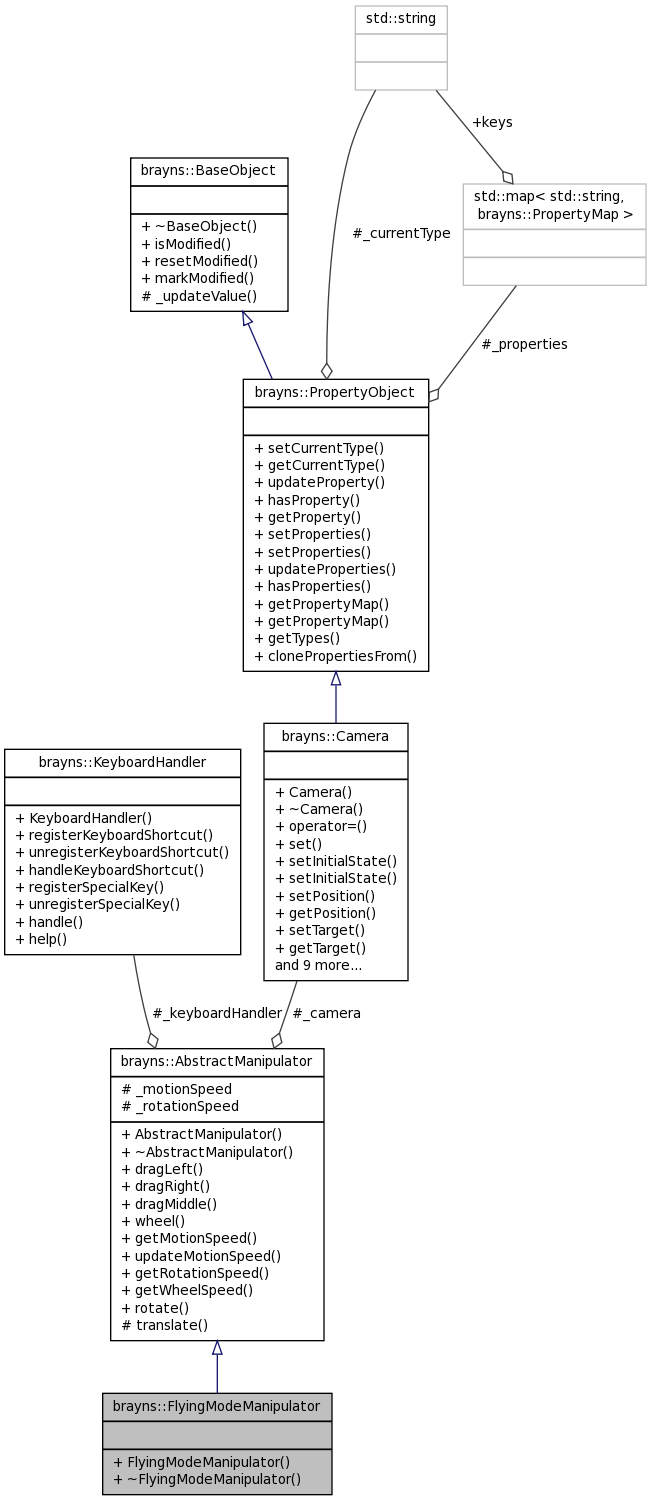 std::string
+keys
brayns::BaseObject
+ ~BaseObject()
+ isModified()
+ resetModified()
+ markModified()
# _updateValue()
std::map< std::string,
brayns::PropertyMap >
#_currentType
#_properties
brayns::PropertyObject
+ setCurrentType()
+ getCurrentType()
+ updateProperty()
+ hasProperty()
+ getProperty()
+ setProperties()
+ setProperties()
+ updateProperties()
+ hasProperties()
+ getPropertyMap()
+ getPropertyMap()
+ getTypes()
+ clonePropertiesFrom()
brayns::KeyboardHandler
+ KeyboardHandler()
+ registerKeyboardShortcut()
+ unregisterKeyboardShortcut()
+ handleKeyboardShortcut()
+ registerSpecialKey()
+ unregisterSpecialKey()
+ handle()
+ help()
brayns::Camera
+ Camera()
+ ~Camera()
+ operator=()
+ set()
+ setInitialState()
+ setInitialState()
+ setPosition()
+ getPosition()
+ setTarget()
+ getTarget()
and 9 more...
#_keyboardHandler
#_camera
brayns::AbstractManipulator
# _motionSpeed
# _rotationSpeed
+ AbstractManipulator()
+ ~AbstractManipulator()
+ dragLeft()
+ dragRight()
+ dragMiddle()
+ wheel()
+ getMotionSpeed()
+ updateMotionSpeed()
+ getRotationSpeed()
+ getWheelSpeed()
+ rotate()
# translate()
brayns::FlyingModeManipulator
+ FlyingModeManipulator()
+ ~FlyingModeManipulator()